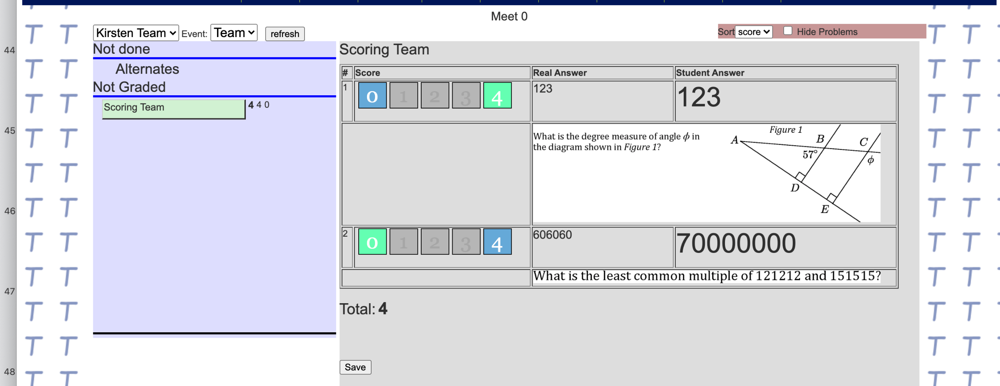 Meet 0
Kirsten Team Event: Team refresh
Sort score Hide Problems
44
45
46
47
48
Not done
Alternates
Not Graded
Scoring Team 4 4 0
Scoring Team
# Score Real Answer Student Answer
1 0 1 2 3 4 123 123
What is the degree measure of angle ϕ in
the diagram shown in Figure 1?
Figure 1
A B C
57°
ϕ
D
E
2 0 1 2 3 4 606060 70000000
What is the least common multiple of 121212 and 151515?
Total: 4
Save